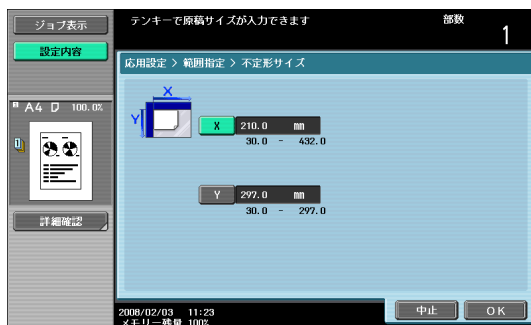 ジョブ表示
テンキーで原稿サイズが入力できます
部数
1
設定内容
応用設定 > 範囲指定 > 不定形サイズ
A4 100.0%
X
Y
X 210.0 mm
30.0 - 432.0
Y 297.0 mm
30.0 - 297.0
詳細確認
2008/02/03 11:23
メモリー残量 100%
中止
OK